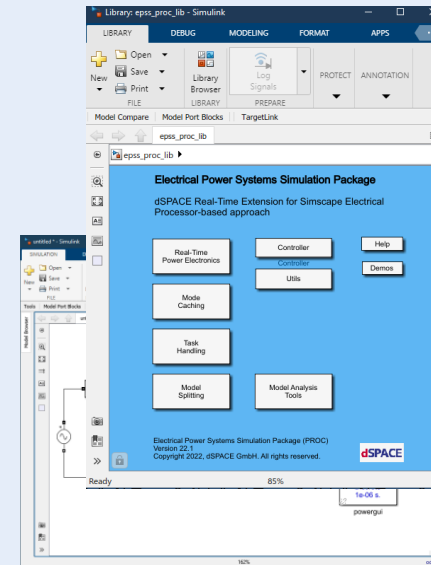 Library: epss_proc_lib - Simulink
LIBRARY DEBUG MODELING FORMAT APPS
New
Open
Save
Print
Library
Browser
Log
Signals
PROTECT ANNOTATION
FILE LIBRARY PREPARE
Model Compare Model Port Blocks TargetLink
epss_proc_lib
epss_proc_lib
Electrical Power Systems Simulation Package
dSPACE Real-Time Extension for Simscape Electrical
Processor-based approach
Real-Time
Power Electronics
Controller
Controller
Help
Utils
Demos
Mode
Caching
Task
Handling
Model
Splitting
Model Analysis
Tools
Electrical Power Systems Simulation Package (PROC)
Version 22.1
Copyright 2022, dSPACE GmbH. All rights reserved.
dSPACE
Ready 85%
untitled * - Simulink
SIMULATION
New
Open
Save
Print
FILE
Tools Model Port Blocks
Model Browser
1e-06 s.
powergui
162%